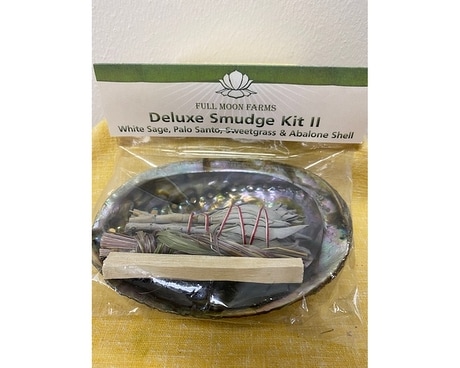 FULL MOON FARMS
Deluxe Smudge Kit II
White Sage, Palo Santo, Sweetgrass & Abalone Shell